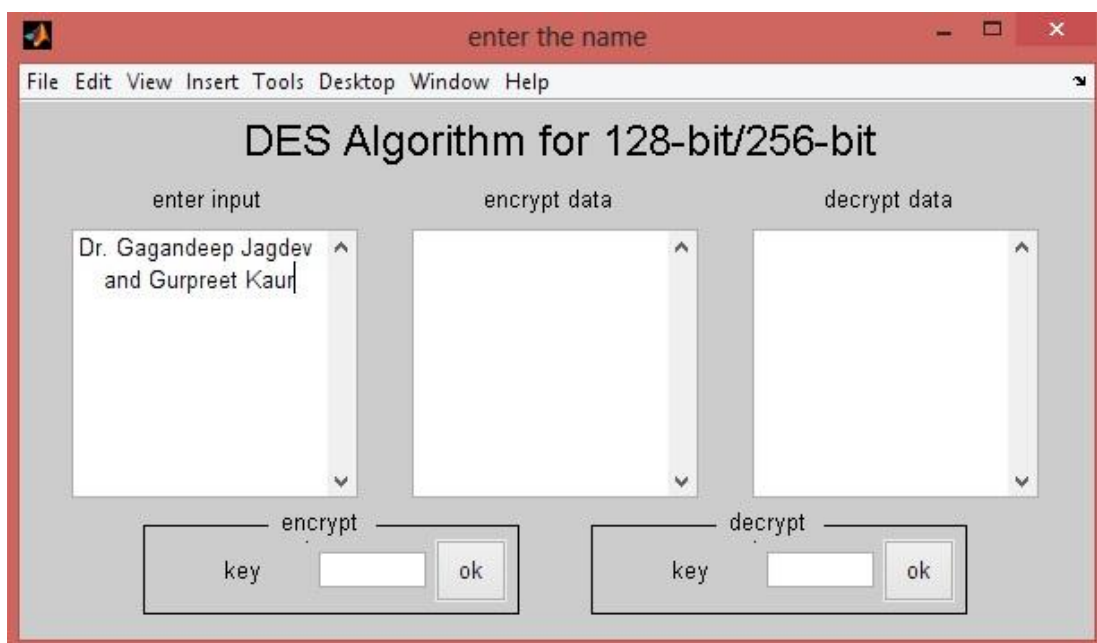 enter the name
File Edit View Insert Tools Desktop Window Help
DES Algorithm for 128-bit/256-bit
enter input
encrypt data
decrypt data
Dr. Gagandeep Jagdev
and Gurpreet Kaur
encrypt
key
ok
decrypt
key
ok